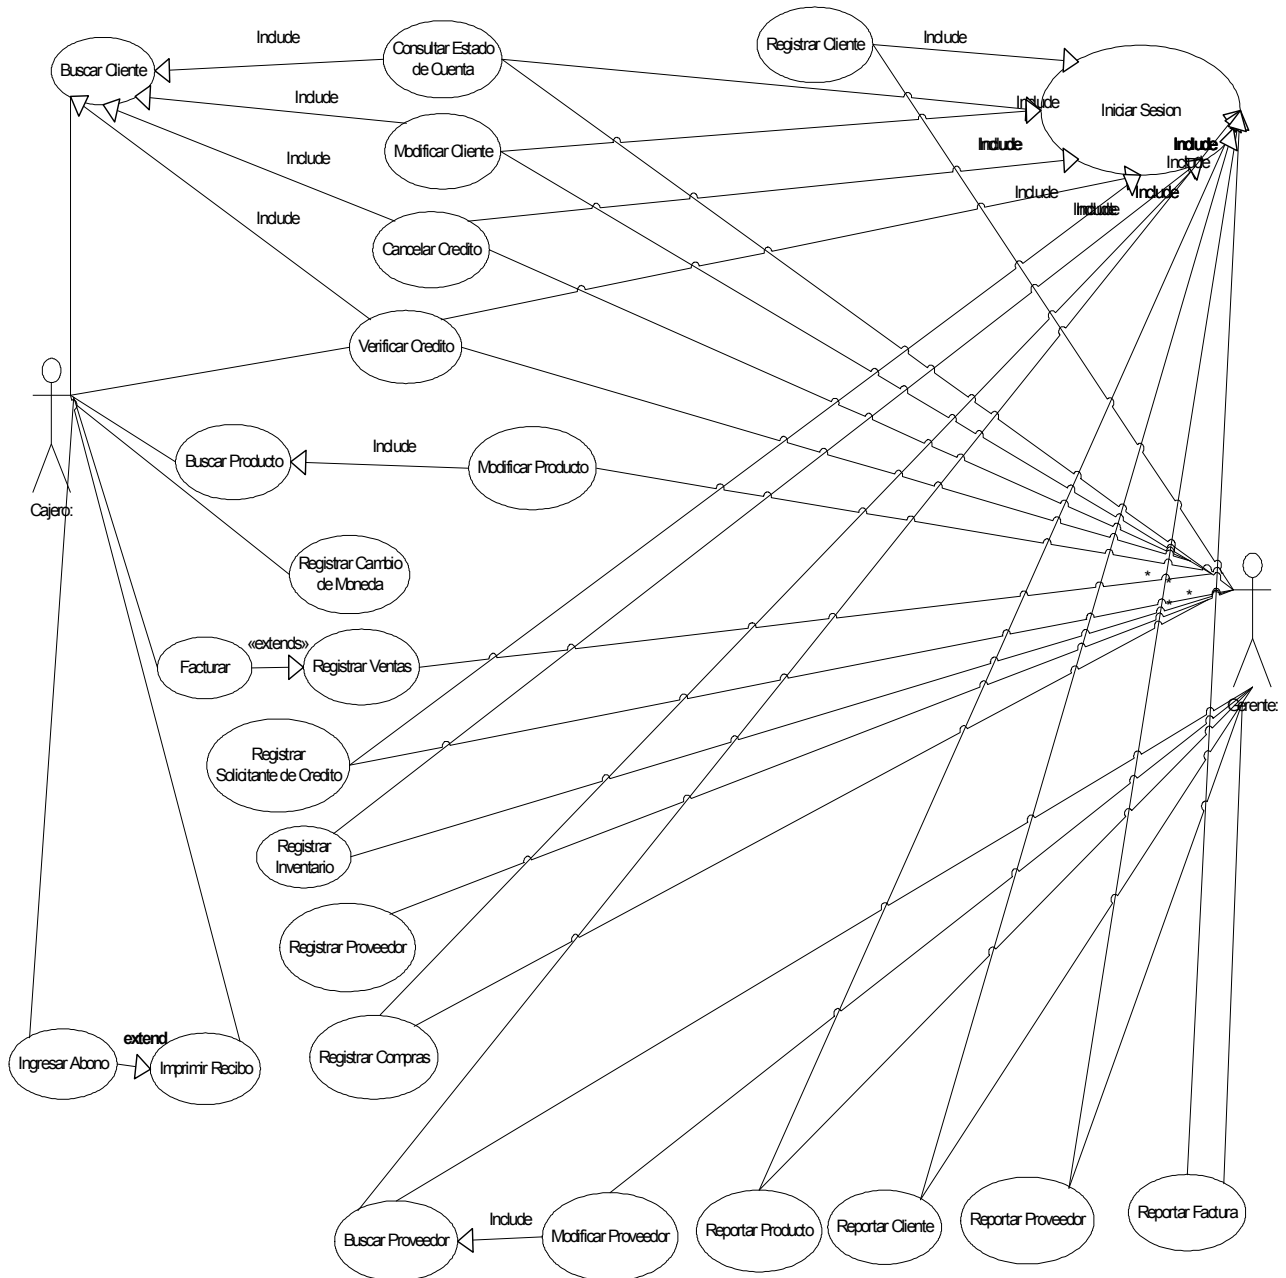 Include
Consultar Estado
de Cuenta
Registrar Cliente
Include
Buscar Cliente
Include
Modificar Cliente
Include
Iniciar Sesion
Include
Include
Include
Include
Include
Include
Include
Include
Cancelar Credito
Include
Verificar Credito
Buscar Producto
Include
Modificar Producto
Cajero:
Registrar Cambio
de Moneda
*
*
*
*
Facturar
«extends»
Registrar Ventas
Gerente:
Registrar
Solicitante de Credito
Registrar
Inventario
Registrar Proveedor
Ingresar Abono
extend
Imprimir Recibo
Registrar Compras
Buscar Proveedor
Include
Modificar Proveedor
Reportar Producto
Reportar Cliente
Reportar Proveedor
Reportar Factura